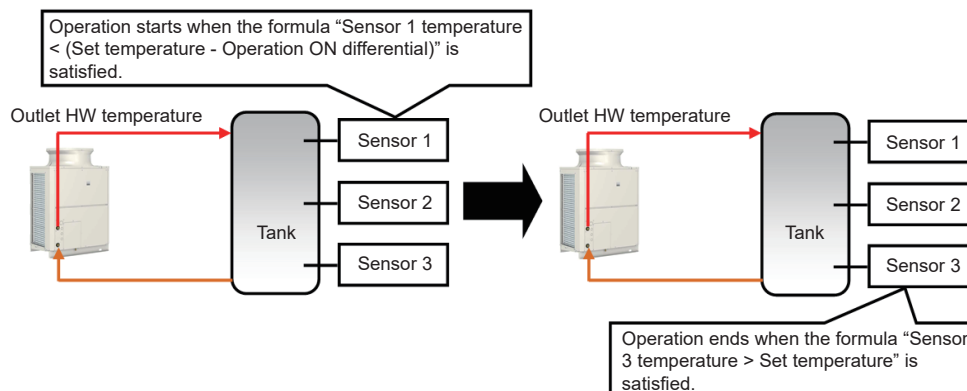 Operation starts when the formula “Sensor 1 temperature
< (Set temperature - Operation ON differential)” is
satisfied.
Outlet HW temperature
Sensor 1
Sensor 2
Tank
Sensor 3
Outlet HW temperature
Sensor 1
Sensor 2
Tank
Sensor 3
Operation ends when the formula “Sensor
3 temperature > Set temperature” is
satisfied.